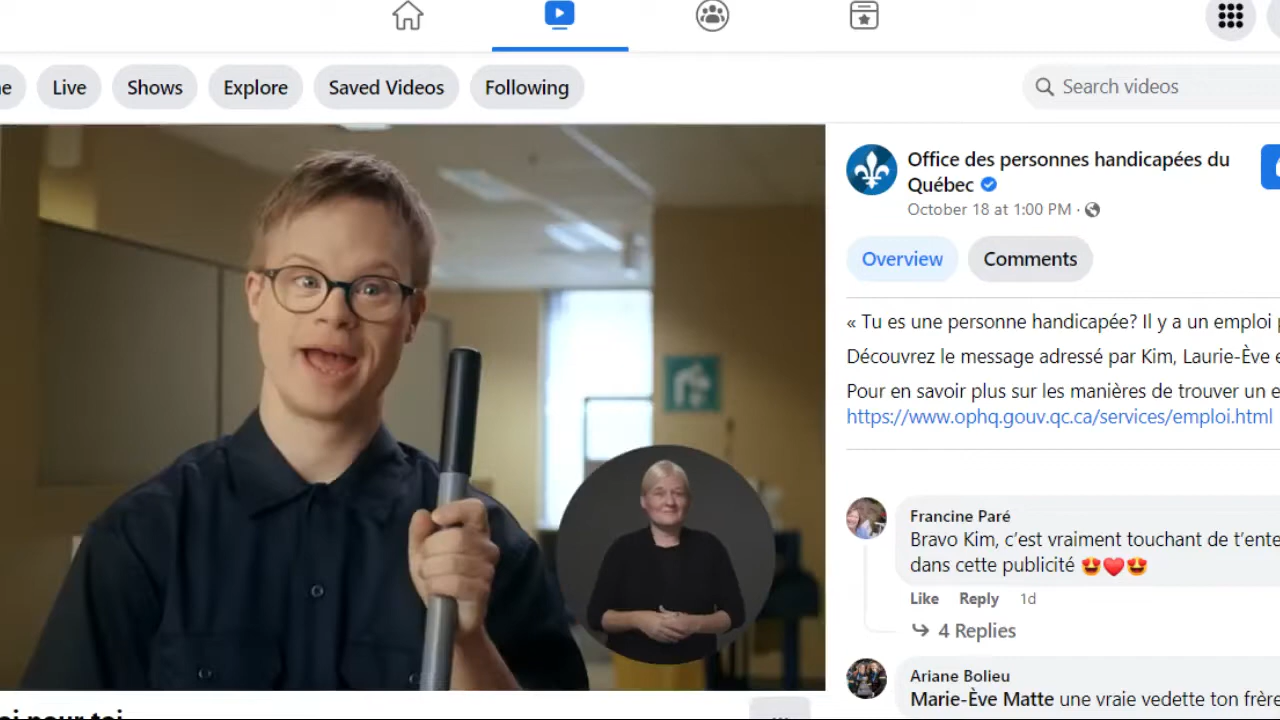 Live
Shows
Explore
Saved Videos
Following
Search videos
Office des personnes handicapées du
Québec
October 18 at 1:00 PM ·
Overview
Comments
« Tu es une personne handicapée? Il y a un emploi
Découvrez le message adressé par Kim, Laurie-Ève
Pour en savoir plus sur les manières de trouver un
https://www.ophq.gouv.qc.ca/services/emploi.html
Francine Paré
Bravo Kim, c’est vraiment touchant de
dans cette publicité 🤩❤️🤩
Like Reply 1d
4 Replies
Ariane Bolieu
Marie-Ève Matte une vraie vedette ton frère
pour toi